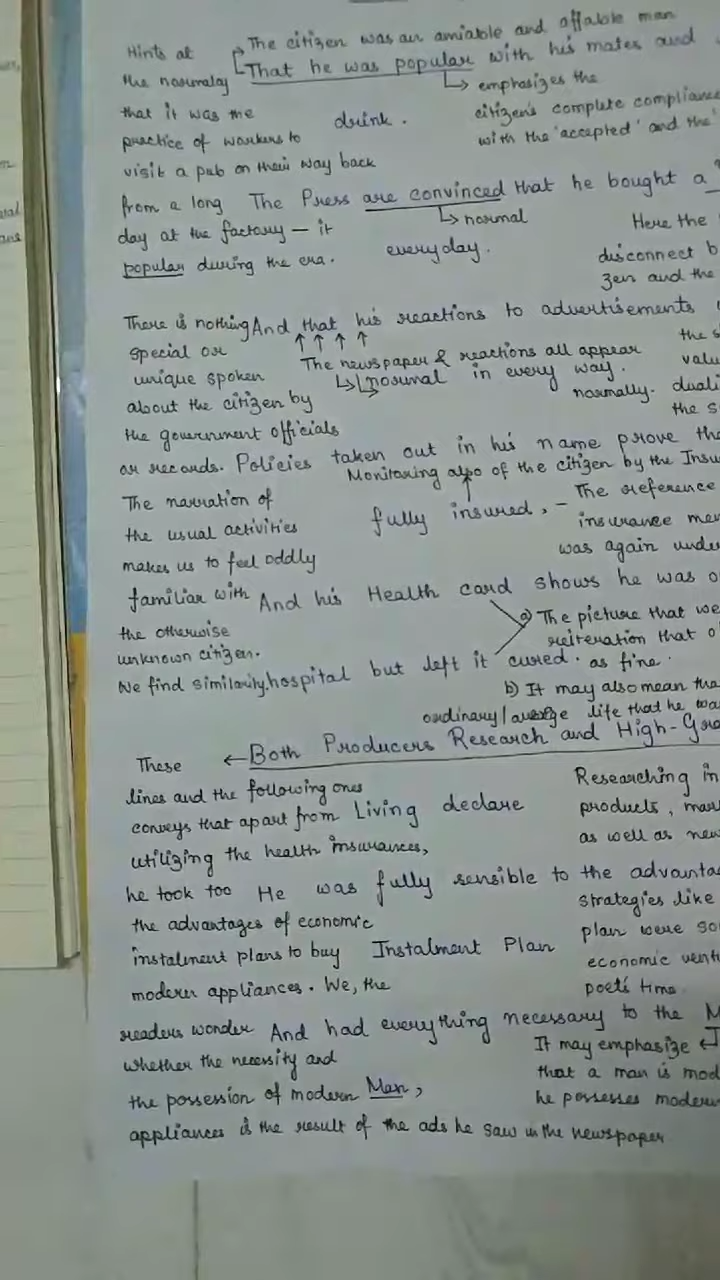 The citizen was an amiable and affable man
Hints at That he was popular with his mates and
the normalay → emphasizes the
that it was the drink. citizen's complete compliance
practice of workers to with the 'accepted' and the
visit a pub on their way back
from a long The Press are convinced that he bought a
day at the factory – it ↳ normal Here the
popular during the era. everyday. disconnect b
zen and the
There is nothing And that his reactions to advertisements
special or ↑ ↑ ↑ ↑ the s
unique spoken The newspaper & reactions all appear valu
about the citizen by ↳↳ normal in every way. normally. duali
the government officials the s
or records. Policies taken out in his name prove tha
Monitoring also of the citizen by the Insu
The narration of fully insured, – The reference
the usual activities insurance mea
makes us to feel oddly was again unde
familiar with And his Health card shows he was o
the otherwise a) The picture that we
unknown citizen. reiteration that o
We find similarity. hospital but left it cured. as fine.
b) It may also mean tha
ordinary/average life that he wa
These ← Both Producers Research and High-Gra
lines and the following ones Researching in
conveys that apart from Living declare products, mar
utilizing the health insurances, as well as new
he took too He was fully sensible to the advanta
the advantages of economic strategies like
instalment plans to buy Instalment Plan plan were so
modern appliances. We, the economic vent
poet's time
readers wonder And had everything necessary to the M
whether the necessity and It may emphasize ←
the possession of modern Man, that a man is mod
appliances is the result of the ads he saw in the newspaper he possesses modern